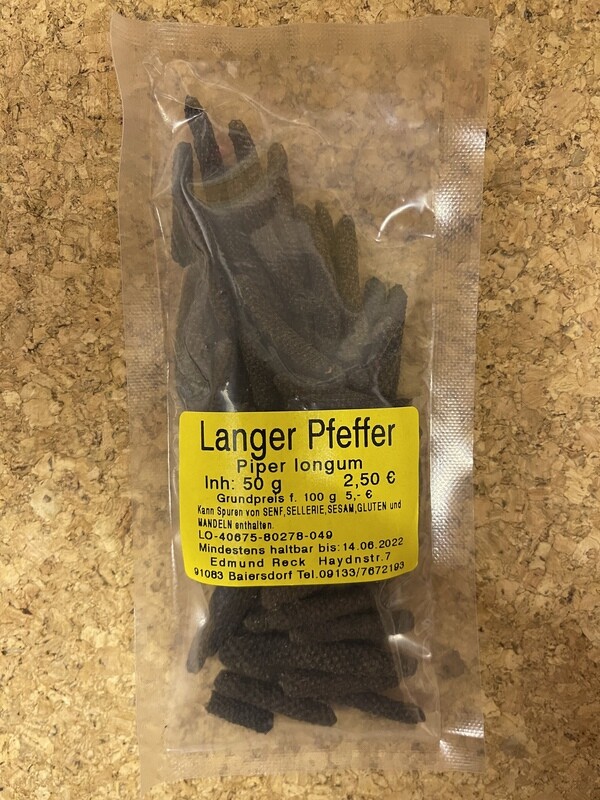 Langer Pfeffer
Piper longum
Inh: 50 g 2,50 €
Grundpreis f. 100 g 5,- €
Kann Spuren von SENF,SELLERIE,SESAM,GLUTEN und
MANDELN enthalten.
LO-40675-80278-049
Mindestens haltbar bis: 14.06.2022
Edmund Reck Haydnstr.7
91083 Baiersdorf Tel.09133/7672193